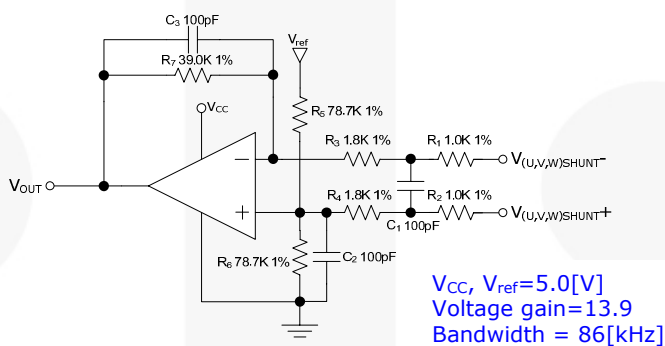 C3 100pF
R7 39.0K 1%
Vref
R5 78.7K 1%
VCC
R3 1.8K 1%
R1 1.0K 1%
V(U,V,W)SHUNT-
−
VOUT
+
R4 1.8K 1%
R2 1.0K 1%
V(U,V,W)SHUNT+
C1 100pF
R6 78.7K 1%
C2 100pF
VCC, Vref=5.0[V]
Voltage gain=13.9
Bandwidth = 86[kHz]